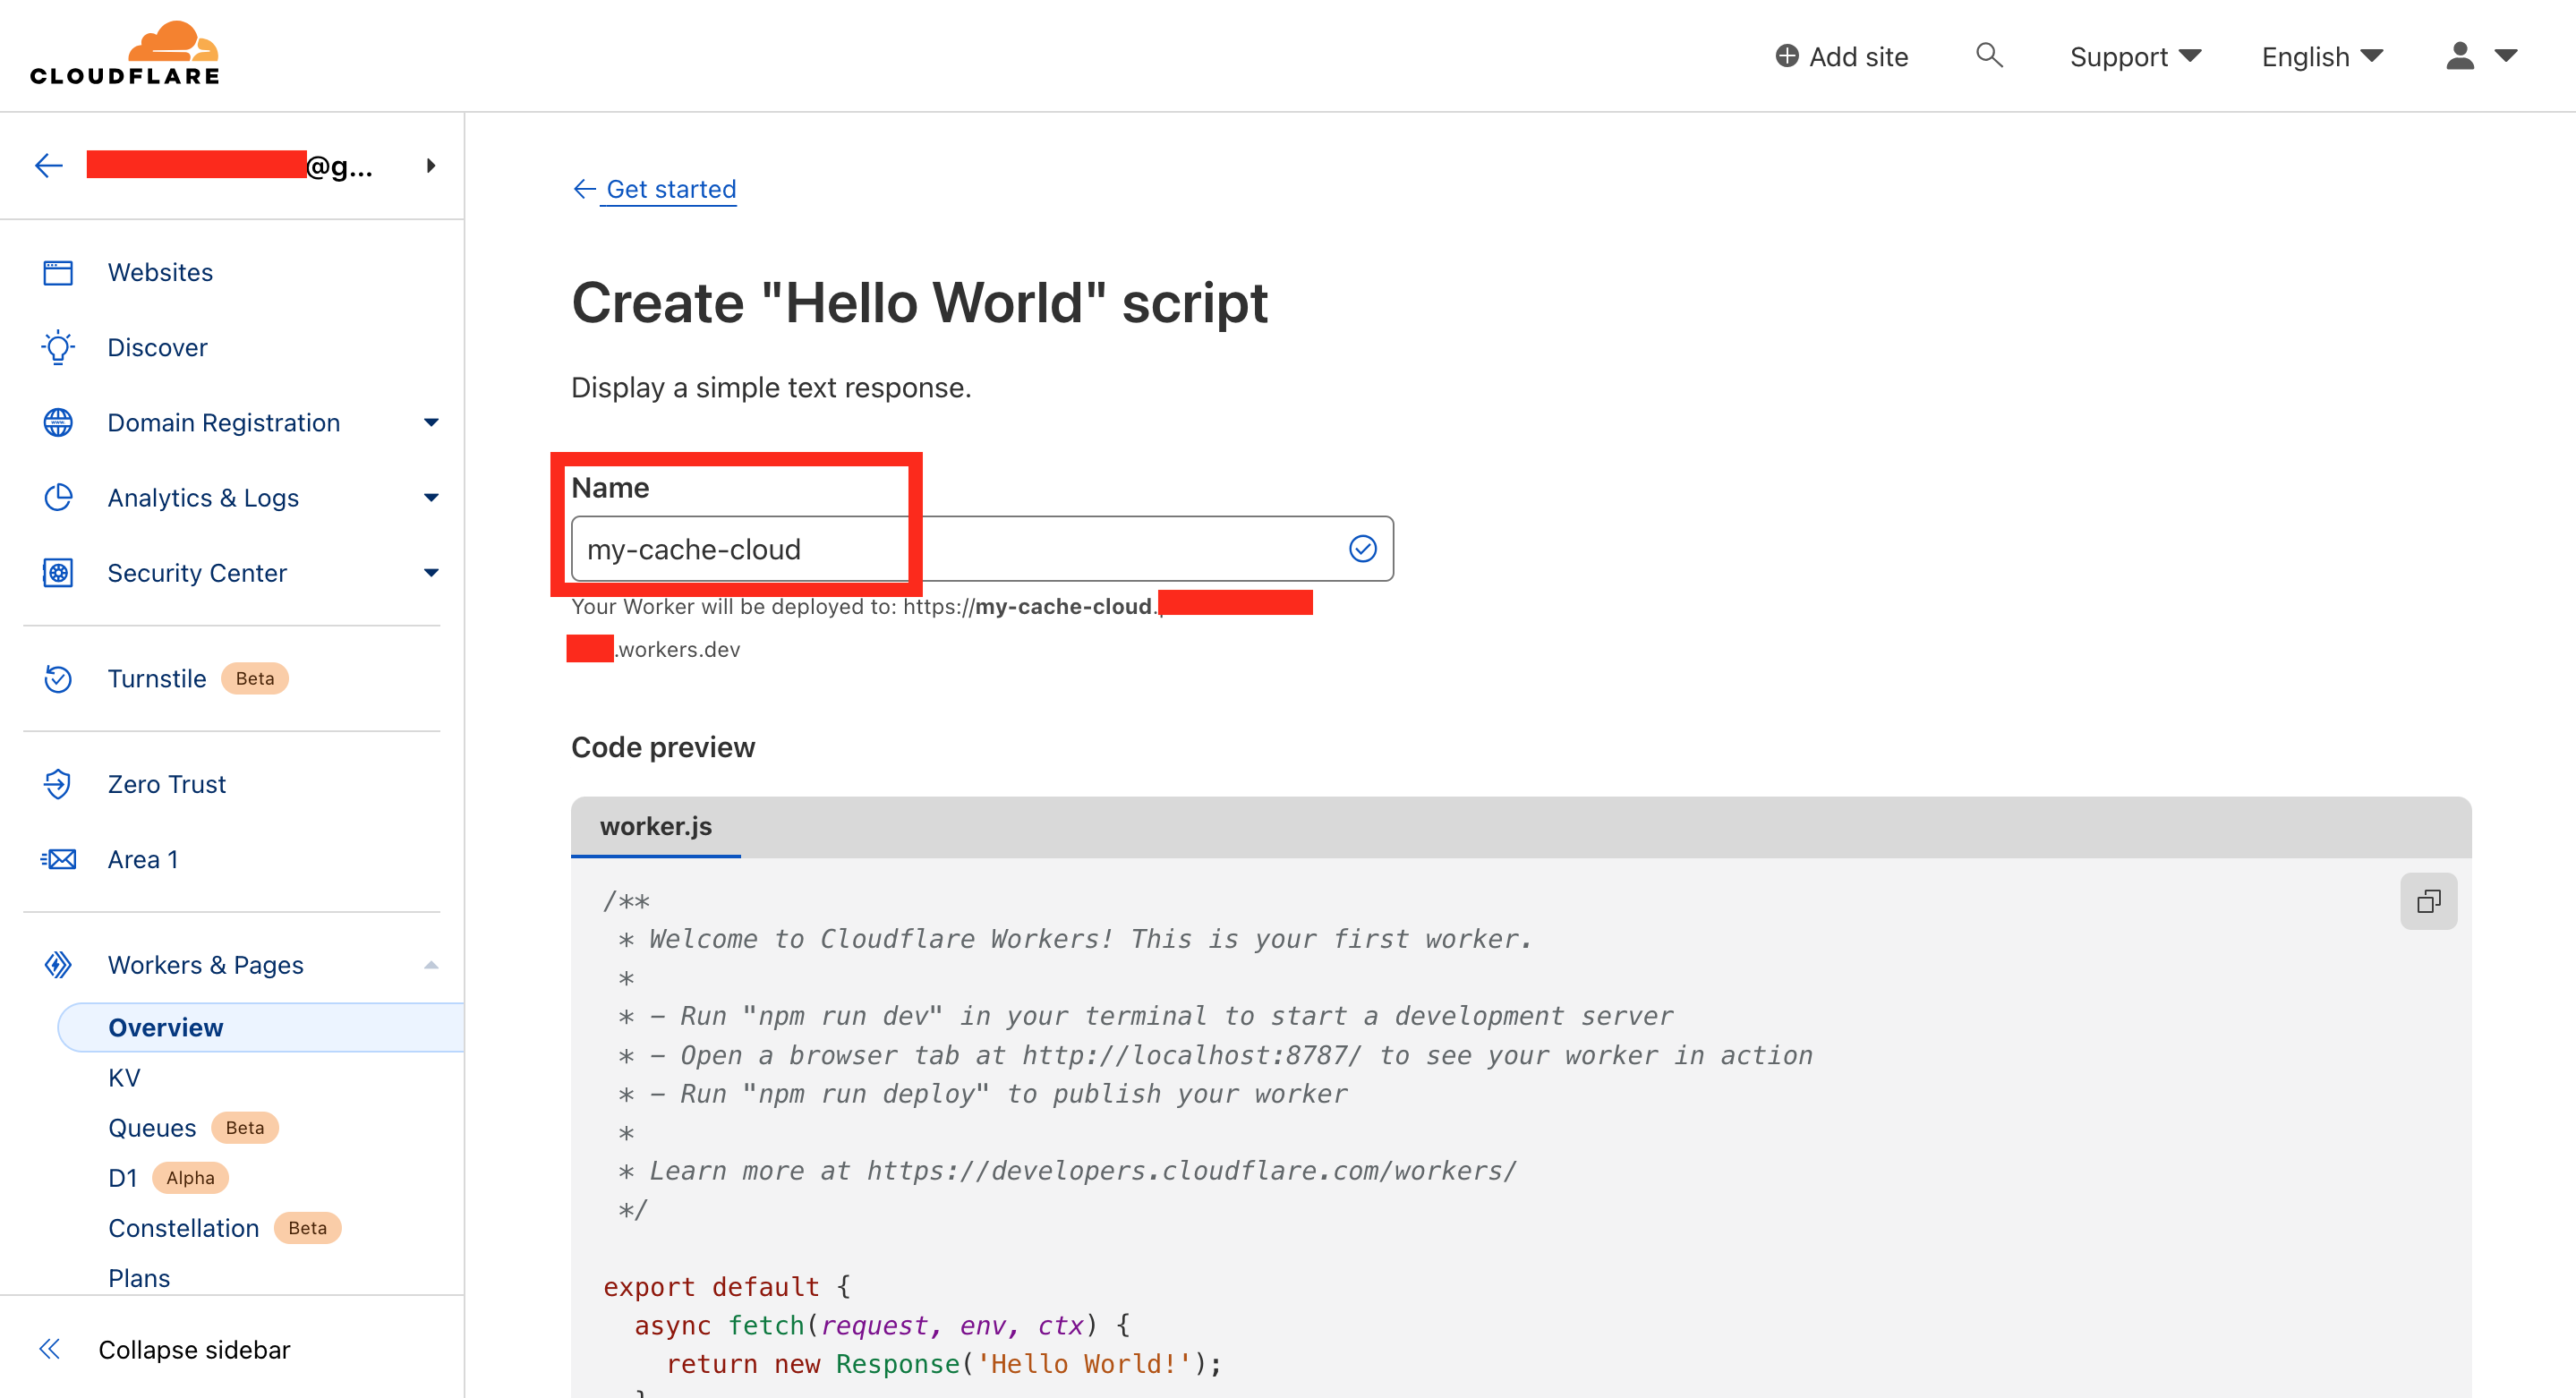 CLOUDFLARE
Add site
Support
English
@g...
Websites
Discover
Domain Registration
Analytics & Logs
Security Center
Turnstile Beta
Zero Trust
Area 1
Workers & Pages
Overview
KV
Queues Beta
D1 Alpha
Constellation Beta
Plans
Collapse sidebar
Get started
Create "Hello World" script
Display a simple text response.
Name
my-cache-cloud
Your Worker will be deployed to: https://my-cache-cloud.
.workers.dev
Code preview
worker.js
/**
* Welcome to Cloudflare Workers! This is your first worker.
*
* - Run "npm run dev" in your terminal to start a development server
* - Open a browser tab at http://localhost:8787/ to see your worker in action
* - Run "npm run deploy" to publish your worker
*
* Learn more at https://developers.cloudflare.com/workers/
*/
export default {
async fetch(request, env, ctx) {
return new Response('Hello World!');
}